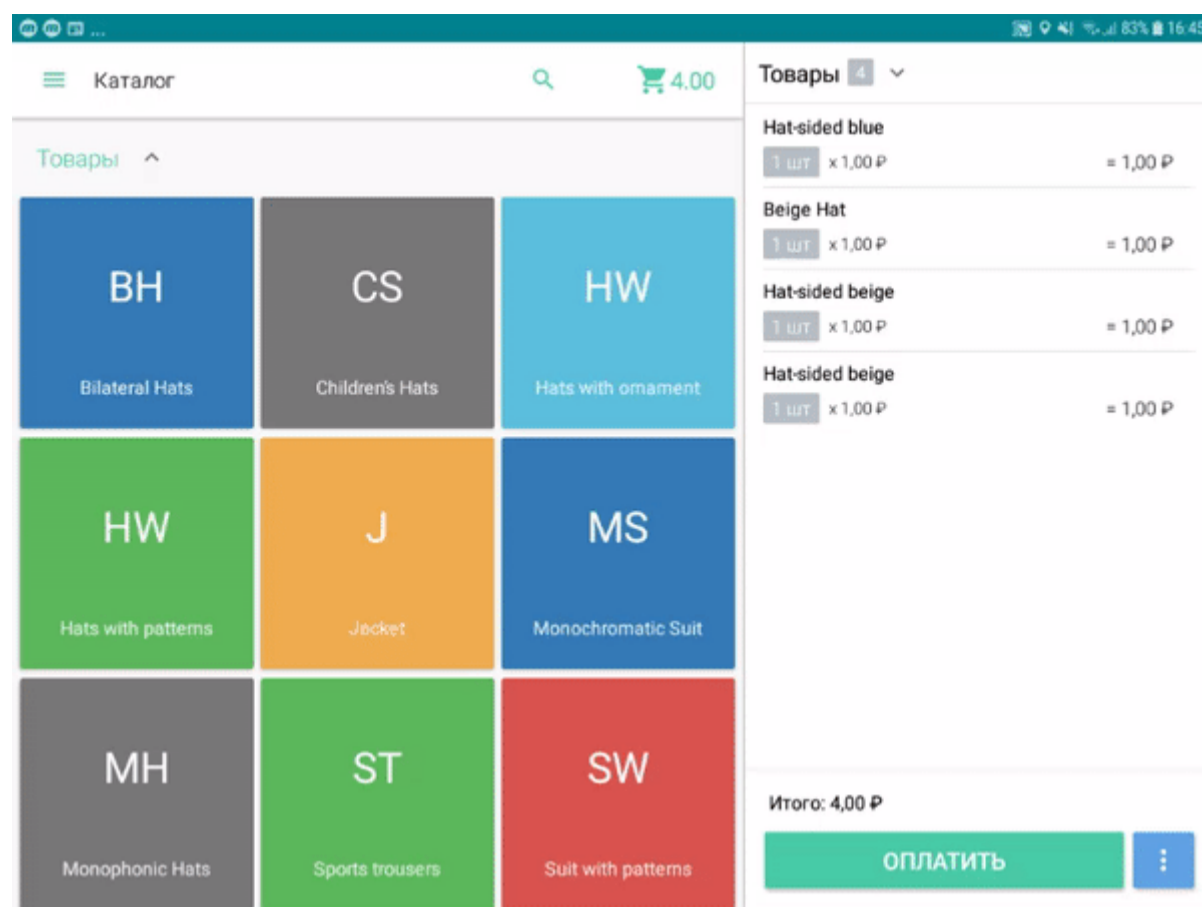 ... 83% 16:45
Каталог 4.00
Товары
BH
Bilateral Hats
CS
Children's Hats
HW
Hats with ornament
HW
Hats with patterns
J
Jacket
MS
Monochromatic Suit
MH
Monophonic Hats
ST
Sports trousers
SW
Suit with patterns
Товары 4
Hat-sided blue
1 шт x 1,00 ₽ = 1,00 ₽
Beige Hat
1 шт x 1,00 ₽ = 1,00 ₽
Hat-sided beige
1 шт x 1,00 ₽ = 1,00 ₽
Hat-sided beige
1 шт x 1,00 ₽ = 1,00 ₽
Итого: 4,00 ₽
ОПЛАТИТЬ